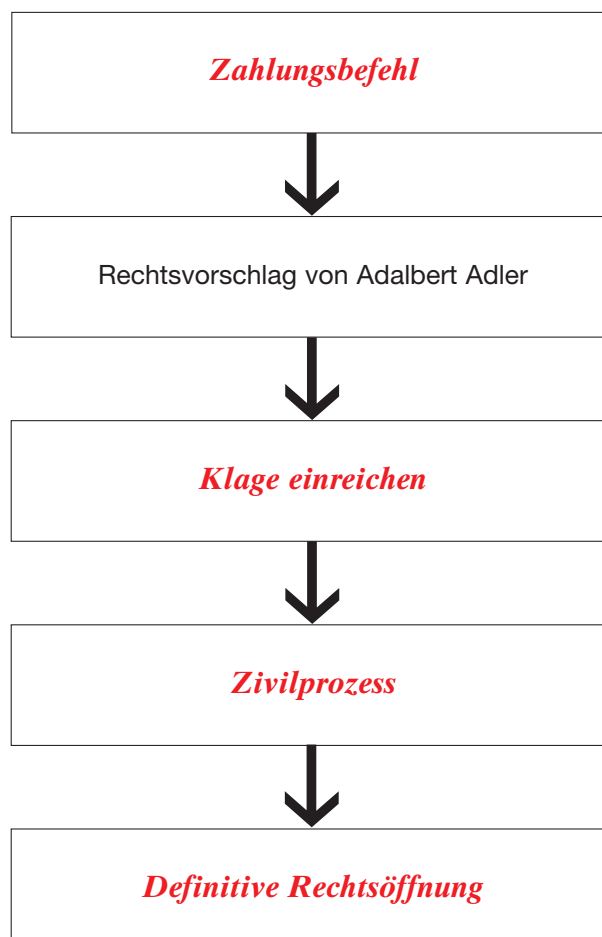 Zahlungsbefehl
Rechtsvorschlag von Adalbert Adler
Klage einreichen
Zivilprozess
Definitive Rechtsöffnung